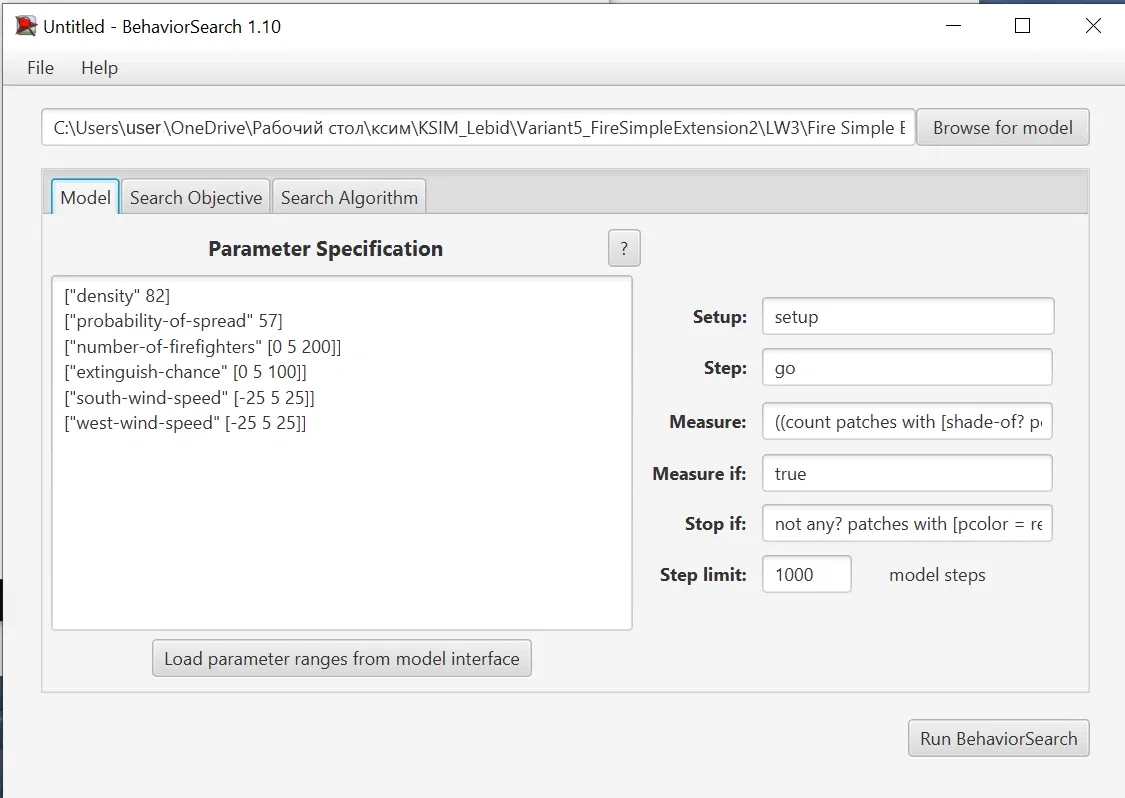 Untitled - BehaviorSearch 1.10
File Help
C:\Users\user\OneDrive\Рабочий стол\ксим\KSIM_Lebid\Variant5_FireSimpleExtension2\LW3\Fire Simple E
Browse for model
Model
Search Objective
Search Algorithm
Parameter Specification
?
["density" 82]
["probability-of-spread" 57]
["number-of-firefighters" [0 5 200]]
["extinguish-chance" [0 5 100]]
["south-wind-speed" [-25 5 25]]
["west-wind-speed" [-25 5 25]]
Load parameter ranges from model interface
Setup: setup
Step: go
Measure: ((count patches with [shade-of? p
Measure if: true
Stop if: not any? patches with [pcolor = re
Step limit: 1000 model steps
Run BehaviorSearch